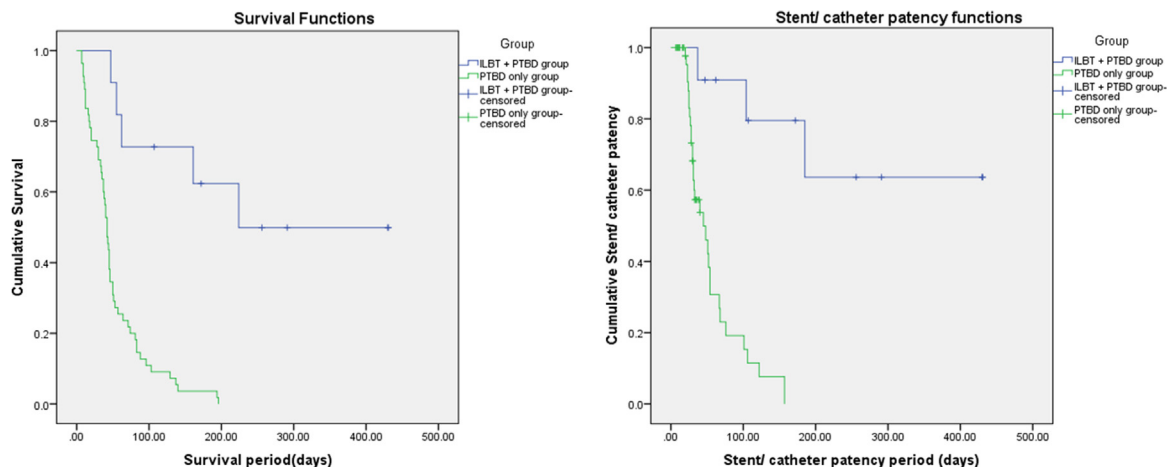 Survival Functions
Cumulative Survival
1.0
0.8
0.6
0.4
0.2
0.0
.00 100.00 200.00 300.00 400.00 500.00
Survival period(days)
Group
ILBT + PTBD group
PTBD only group
ILBT + PTBD group-
censored
PTBD only group-
censored
Stent/ catheter patency functions
Cumulative Stent/ catheter patency
1.0
0.8
0.6
0.4
0.2
0.0
.00 100.00 200.00 300.00 400.00 500.00
Stent/ catheter patency period (days)
Group
ILBT + PTBD group
PTBD only group
ILBT + PTBD group-
censored
PTBD only group-
censored